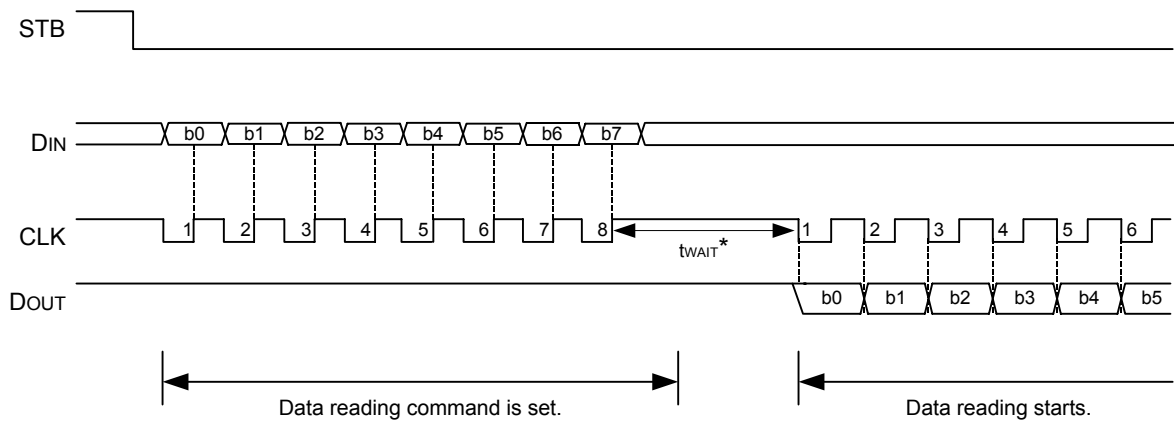 STB
DIN
b0 b1 b2 b3 b4 b5 b6 b7
CLK
1 2 3 4 5 6 7 8
tWAIT*
1 2 3 4 5 6
DOUT
b0 b1 b2 b3 b4 b5
Data reading command is set.
Data reading starts.